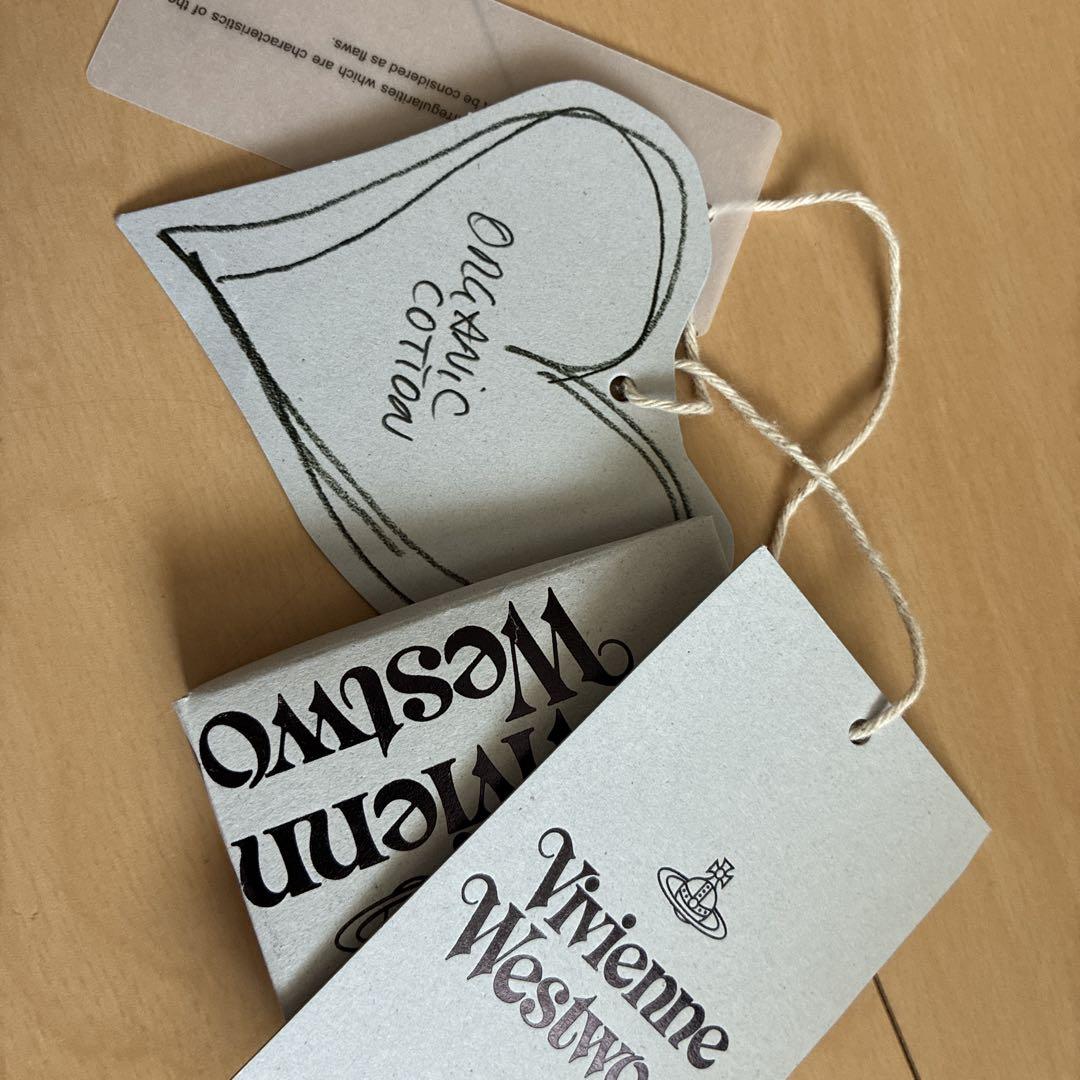 irregularities which are characteristics of the
be considered as flaws.
ORGANIC
COTTON
Vivienn
Westwo
Vivienne
Westwo